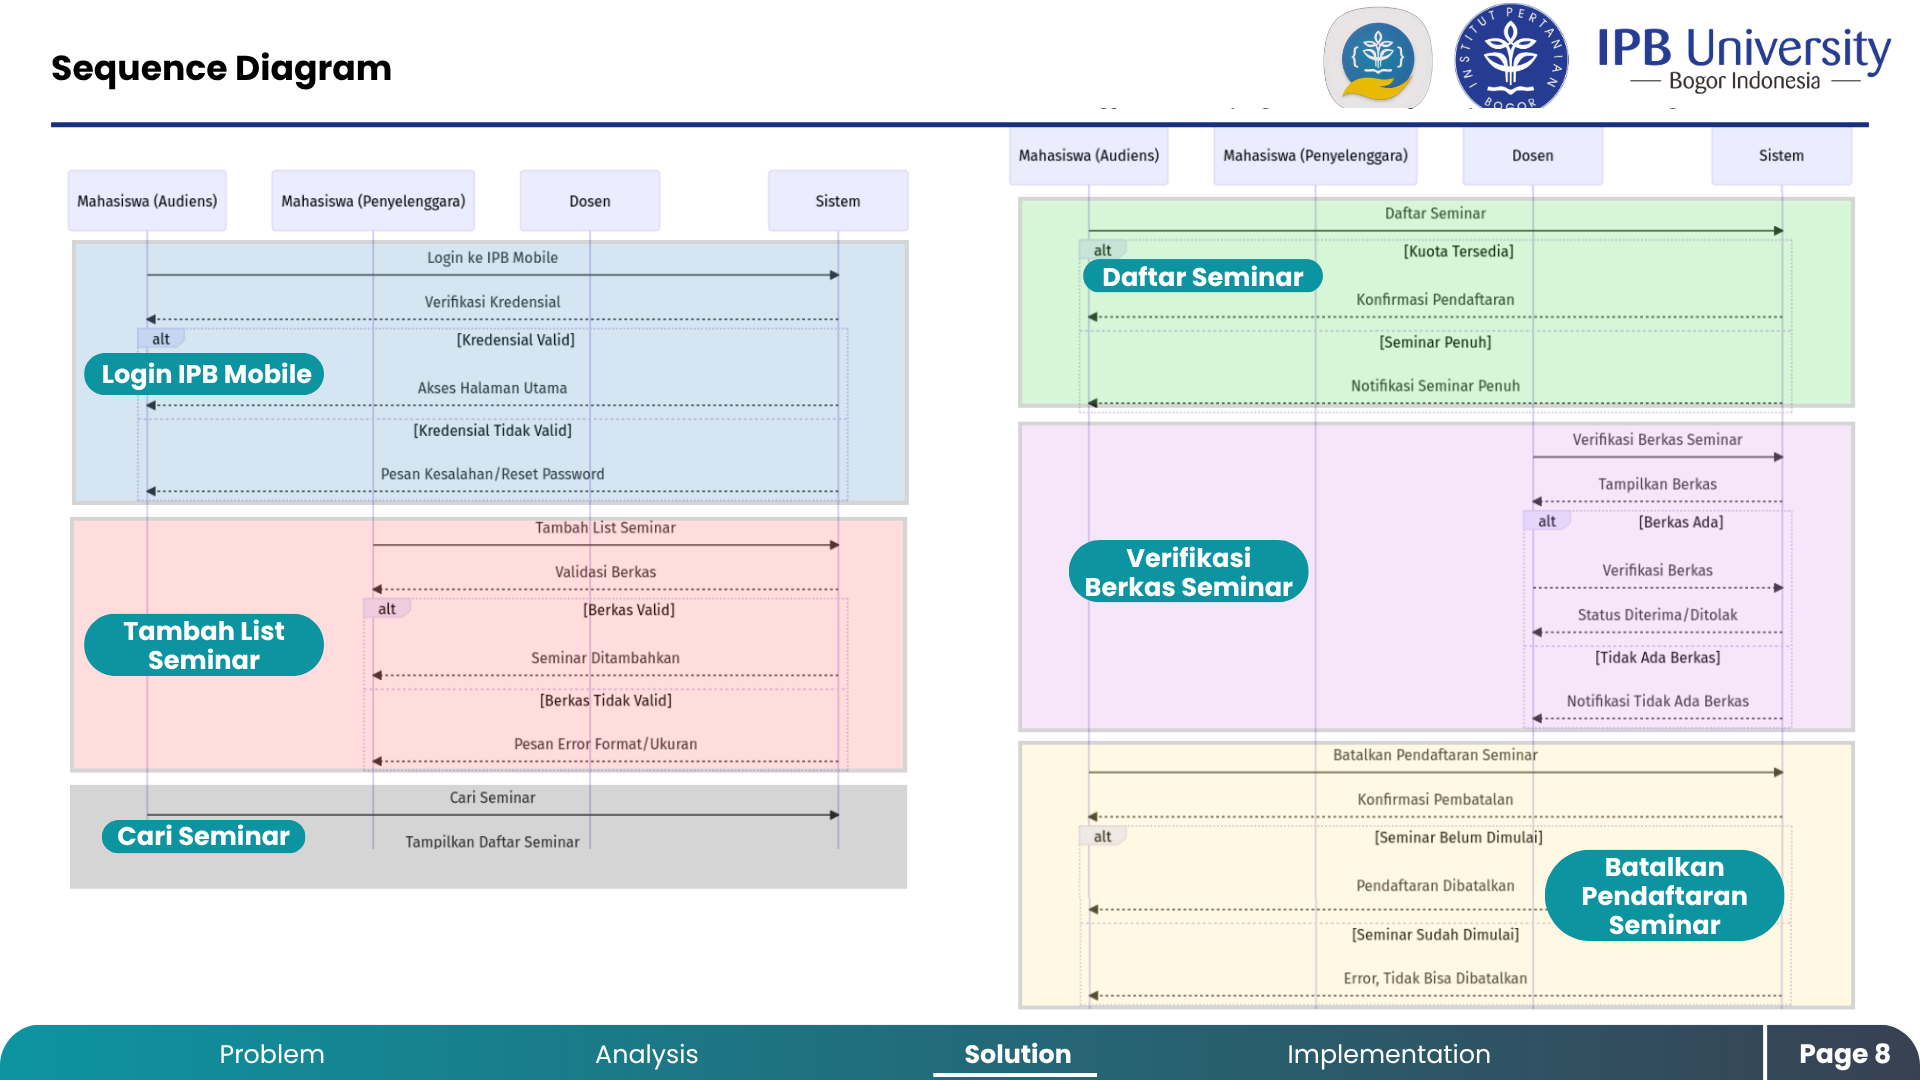 Sequence Diagram
INSTITUT PERTANIAN
BOGOR
IPB University
Bogor Indonesia
Mahasiswa (Audiens)
Mahasiswa (Penyelenggara)
Dosen
Sistem
Login ke IPB Mobile
Verifikasi Kredensial
alt
[Kredensial Valid]
Login IPB Mobile
Akses Halaman Utama
[Kredensial Tidak Valid]
Pesan Kesalahan/Reset Password
Tambah List Seminar
Validasi Berkas
alt
[Berkas Valid]
Tambah List
Seminar
Seminar Ditambahkan
[Berkas Tidak Valid]
Pesan Error Format/Ukuran
Cari Seminar
Cari Seminar
Tampilkan Daftar Seminar
Mahasiswa (Audiens)
Mahasiswa (Penyelenggara)
Dosen
Sistem
Daftar Seminar
alt
[Kuota Tersedia]
Daftar Seminar
Konfirmasi Pendaftaran
[Seminar Penuh]
Notifikasi Seminar Penuh
Verifikasi Berkas Seminar
Tampilkan Berkas
alt
[Berkas Ada]
Verifikasi
Berkas Seminar
Verifikasi Berkas
Status Diterima/Ditolak
[Tidak Ada Berkas]
Notifikasi Tidak Ada Berkas
Batalkan Pendaftaran Seminar
Konfirmasi Pembatalan
alt
[Seminar Belum Dimulai]
Batalkan
Pendaftaran
Seminar
Pendaftaran Dibatalkan
[Seminar Sudah Dimulai]
Error, Tidak Bisa Dibatalkan
Problem
Analysis
Solution
Implementation
Page 8